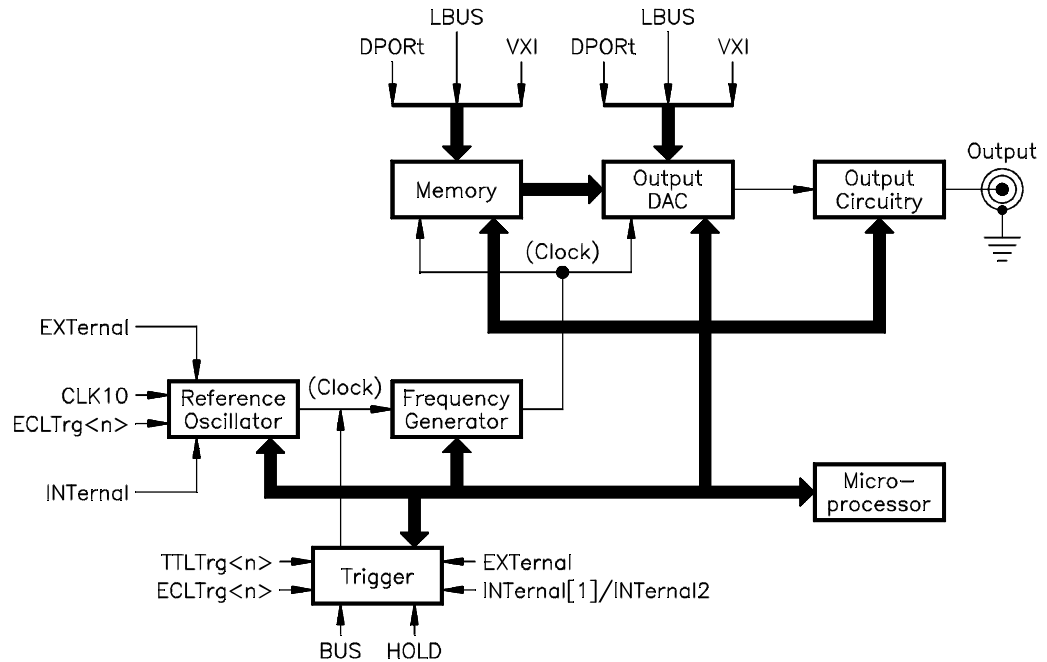 LBUS
LBUS
DPORt
VXI
DPORt
VXI
Output
Memory
Output
DAC
Output
Circuitry
(Clock)
EXTernal
CLK10
ECLTrg<n>
INTernal
Reference
Oscillator
(Clock)
Frequency
Generator
Micro-
processor
TTLTrg<n>
ECLTrg<n>
Trigger
EXTernal
INTernal[1]/INTernal2
BUS
HOLD